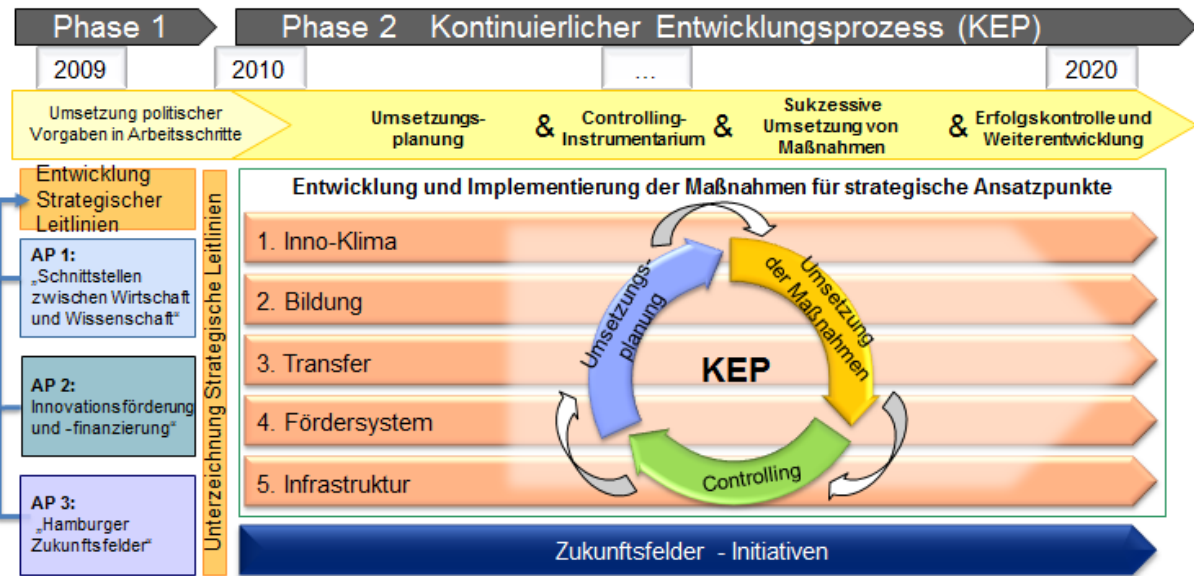 Phase 1
Phase 2 Kontinuierlicher Entwicklungsprozess (KEP)
2009
2010
...
2020
Umsetzung politischer
Vorgaben in Arbeitsschritte
Umsetzungs-
planung
&
Controlling-
Instrumentarium
&
Sukzessive
Umsetzung von
Maßnahmen
&
Erfolgskontrolle und
Weiterentwicklung
Entwicklung
Strategischer
Leitlinien
AP 1:
„Schnittstellen
zwischen Wirtschaft
und Wissenschaft“
AP 2:
Innovationsförderung
und -finanzierung“
AP 3:
„Hamburger
Zukunftsfelder“
Unterzeichnung Strategische Leitlinien
Entwicklung und Implementierung der Maßnahmen für strategische Ansatzpunkte
1. Inno-Klima
2. Bildung
3. Transfer
4. Fördersystem
5. Infrastruktur
Umsetzungs-
planung
Umsetzung
der Maßnahmen
KEP
Controlling
Zukunftsfelder - Initiativen